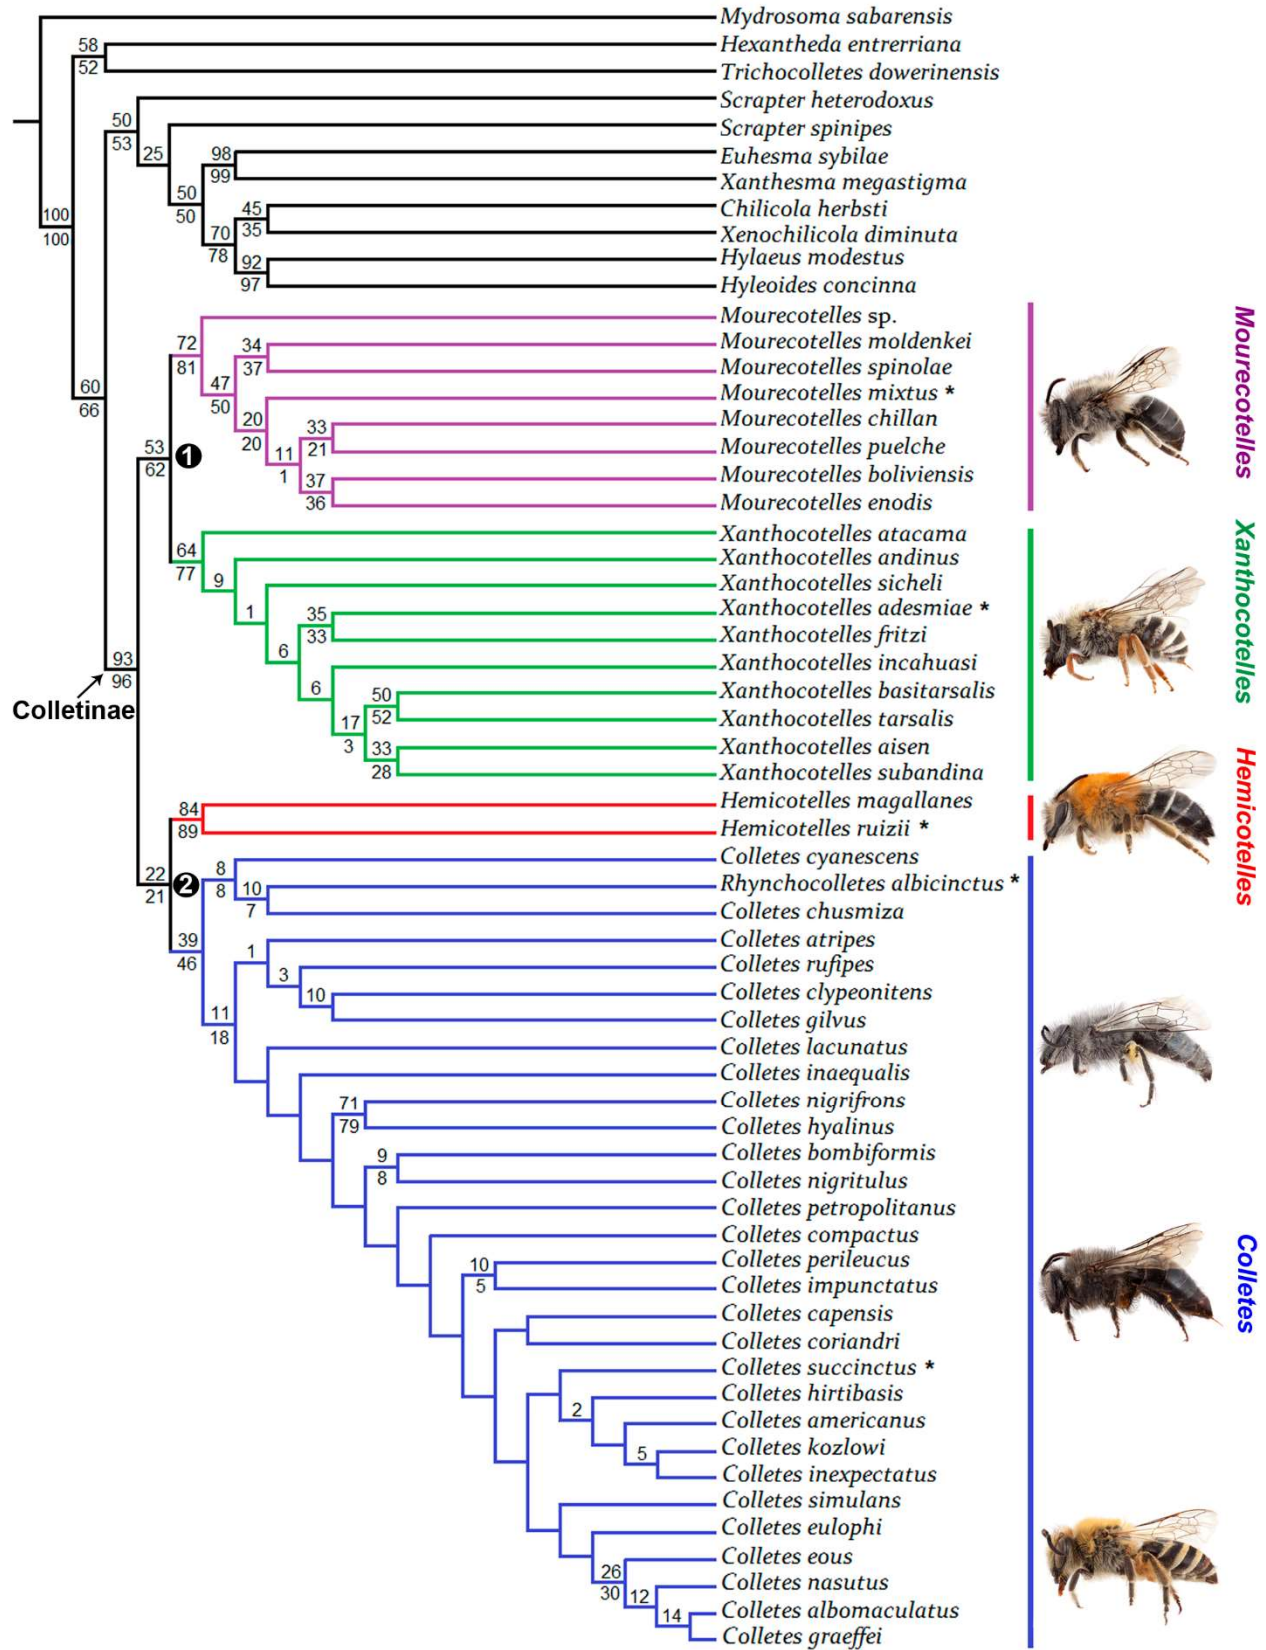 Mydrosoma sabarensis
58
Hexantheda entrerriana
52
Trichocolletes dowerinensis
Scrapter heterodoxus
50
53
Scrapter spinipes
25
98
Euhesma sybilae
99
Xanthesma megastigma
50
50
45
Chilicola herbsti
35
Xenochilicola diminuta
100
100
70
78
92
Hylaeus modestus
97
Hyleoides concinna
Mourecotelles sp.
72
81
34
Mourecotelles moldenkei
37
Mourecotelles spinolae
60
66
47
50
Mourecotelles mixtus *
20
20
33
Mourecotelles chillan
21
Mourecotelles puelche
53
62
1
11
1
37
Mourecotelles boliviensis
36
Mourecotelles enodis
Mourecotelles
Xanthocotelles atacama
64
77
Xanthocotelles andinus
9
Xanthocotelles sicheli
1
35
Xanthocotelles adesmiae *
33
Xanthocotelles fritzi
6
Xanthocotelles incahuasi
6
50
Xanthocotelles basitarsalis
52
Xanthocotelles tarsalis
17
3
33
Xanthocotelles aisen
28
Xanthocotelles subandina
Xanthocotelles
93
96
Colletinae
84
Hemicotelles magallanes
89
Hemicotelles ruizii *
Hemicotelles
22
21
2
8
8
Colletes cyanescens
10
Rhynchocolletes albicinctus *
7
Colletes chusmiza
39
46
1
Colletes atripes
Colletes rufipes
3
10
Colletes clypeonitens
Colletes gilvus
11
18
Colletes lacunatus
Colletes inaequalis
71
Colletes nigrifrons
79
Colletes hyalinus
9
Colletes bombiformis
8
Colletes nigritulus
Colletes petropolitanus
Colletes compactus
10
Colletes perileucus
5
Colletes impunctatus
Colletes capensis
Colletes coriandri
Colletes succinctus *
Colletes hirtibasis
2
Colletes americanus
5
Colletes kozlowi
Colletes inexpectatus
Colletes simulans
Colletes eulophi
Colletes eous
26
30
Colletes nasutus
12
Colletes albomaculatus
14
Colletes graeffei
Colletes